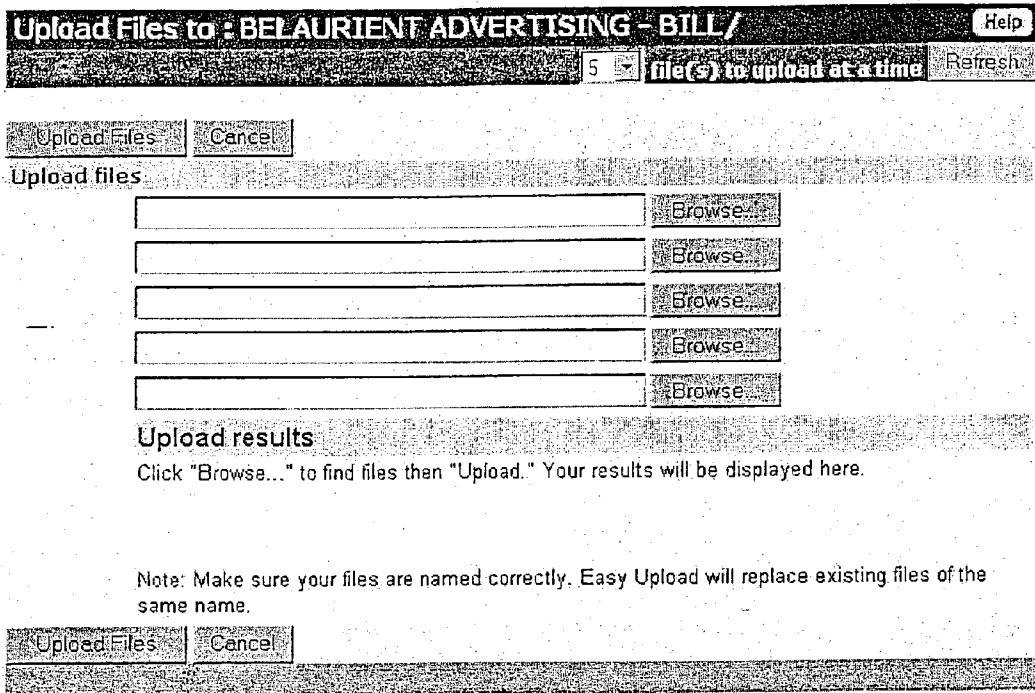 Upload Files to : BELAURIENT ADVERTISING - BILL/ Help
5 file(s) to upload at a time Refresh
Upload Files Cancel
Upload files
Browse...
Browse...
Browse...
Browse...
Browse...
Upload results
Click "Browse..." to find files then "Upload." Your results will be displayed here.
Note: Make sure your files are named correctly. Easy Upload will replace existing files of the
same name.
Upload Files Cancel